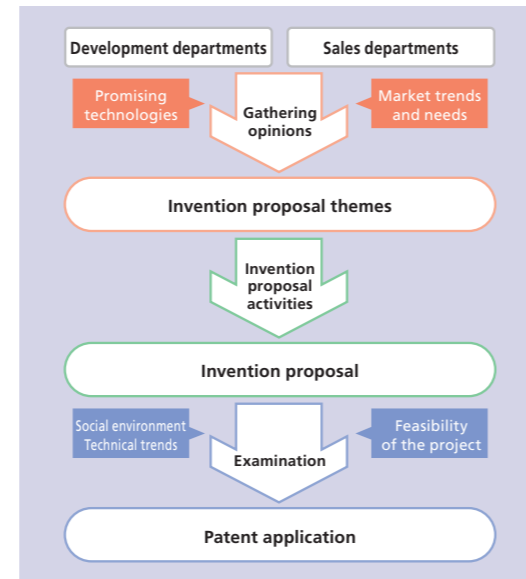 Development departments
Sales departments
Promising
technologies
Gathering
opinions
Market trends
and needs
Invention proposal themes
Invention
proposal
activities
Invention proposal
Social environment
Technical trends
Examination
Feasibility
of the project
Patent application